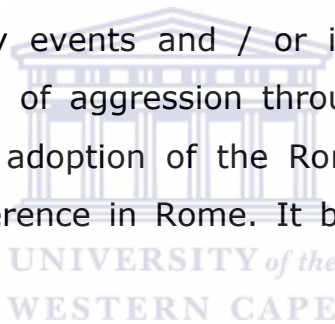 y events and / or i
of aggression throu
adoption of the Ro
erence in Rome. It b
UNIVERSITY of the
WESTERN CAPE